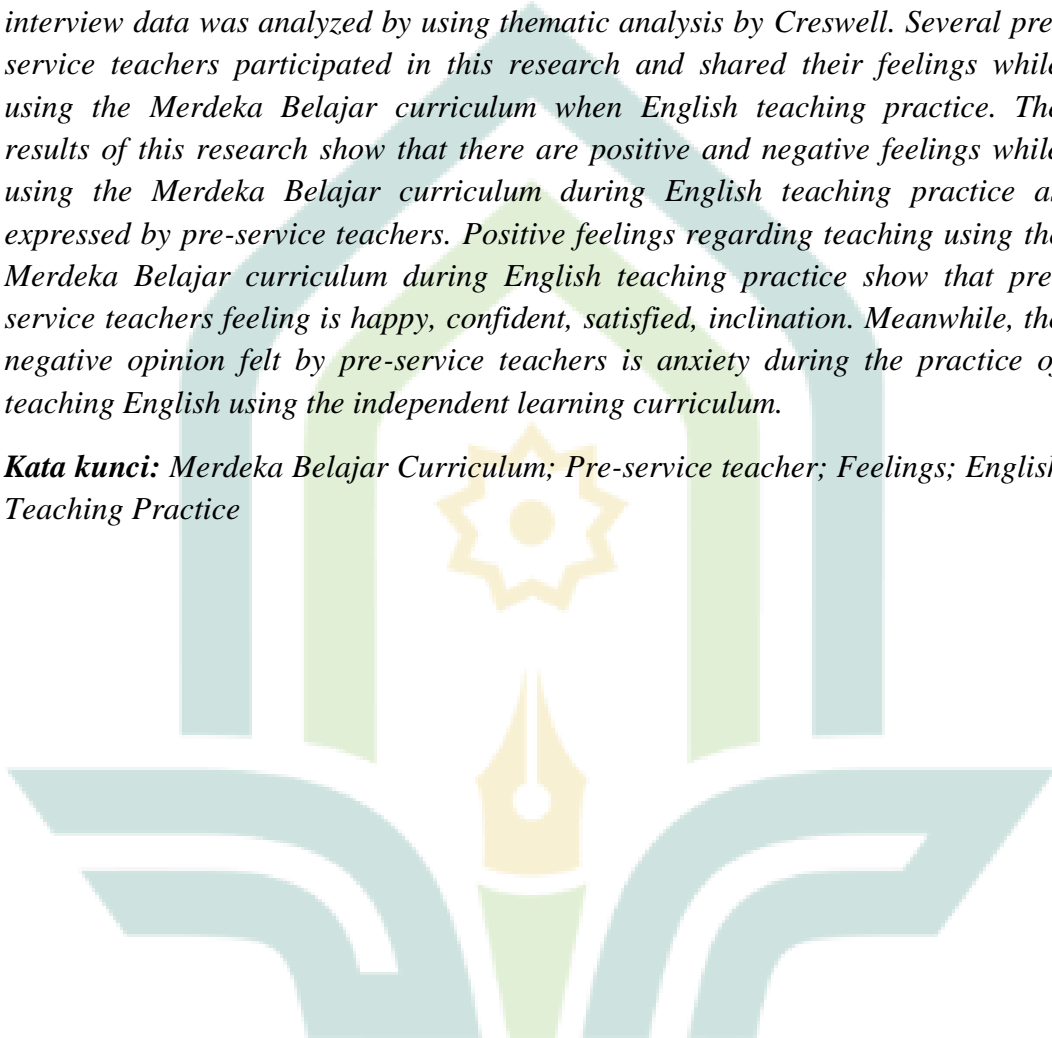 interview data was analyzed by using thematic analysis by Creswell. Several pre
service teachers participated in this research and shared their feelings while
using the Merdeka Belajar curriculum when English teaching practice. The
results of this research show that there are positive and negative feelings while
using the Merdeka Belajar curriculum during English teaching practice a
expressed by pre-service teachers. Positive feelings regarding teaching using the
Merdeka Belajar curriculum during English teaching practice show that pre
service teachers feeling is happy, confident, satisfied, inclination. Meanwhile, the
negative opinion felt by pre-service teachers is anxiety during the practice of
teaching English using the independent learning curriculum.
Kata kunci: Merdeka Belajar Curriculum; Pre-service teacher; Feelings; English
Teaching Practice